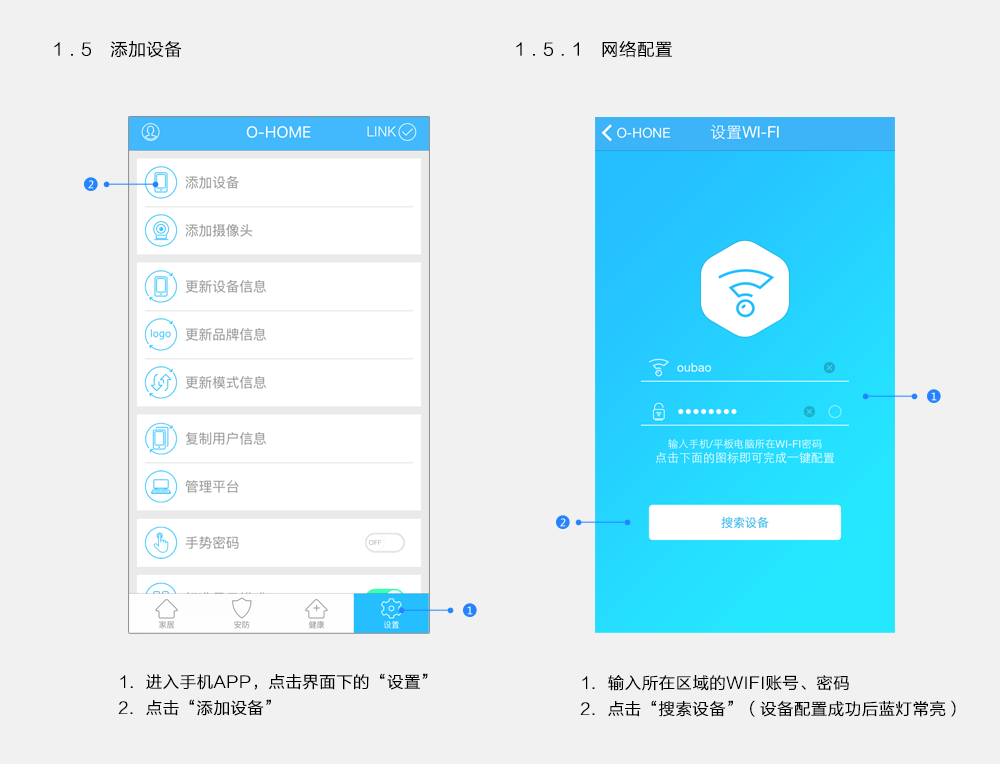 1.5 添加设备
O-HOME
LINK
2
添加设备
添加摄像头
更新设备信息
logo
更新品牌信息
更新模式信息
复制用户信息
管理平台
手势密码
OFF
家居
安防
健康
设置
1
1. 进入手机APP，点击界面下的“设置”
2. 点击“添加设备”
1.5.1 网络配置
O-HONE
设置WI-FI
oubao
1
输入手机/平板电脑所在WI-FI密码
点击下面的图标即可完成一键配置
2
搜索设备
1. 输入所在区域的WIFI账号、密码
2. 点击“搜索设备”（设备配置成功后蓝灯常亮）